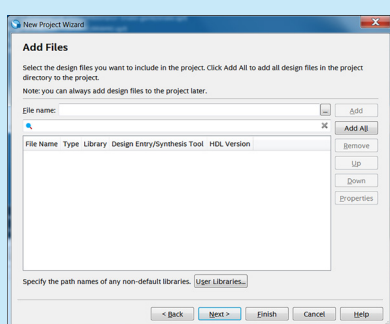 New Project Wizard
Add Files
Select the design files you want to include in the project. Click Add All to add all design files in the project
directory to the project.
Note: you can always add design files to the project later.
File name:
...
Add
Add All
File Name Type Library Design Entry/Synthesis Tool HDL Version
Remove
Up
Down
Properties
Specify the path names of any non-default libraries. User Libraries...
< Back Next > Finish Cancel Help